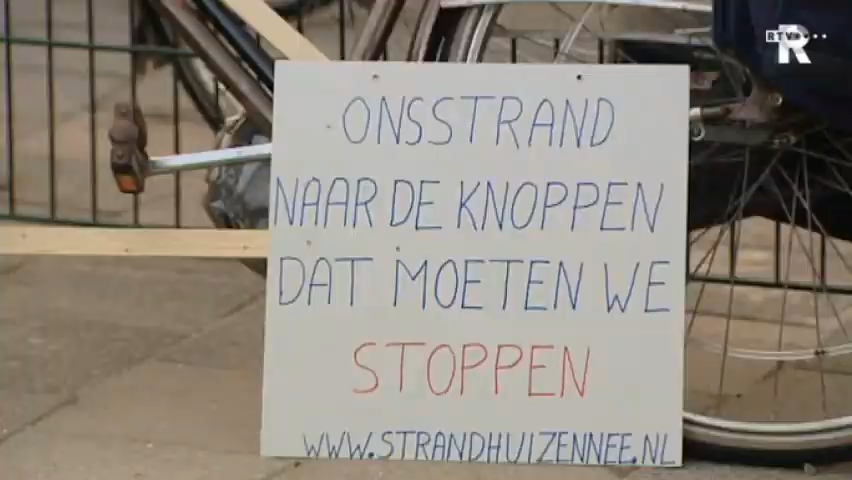 RTV R
ONSSTRAND
NAAR DE KNOPPEN
DAT MOETEN WE
STOPPEN
WWW.STRANDHUIZENNEE.NL